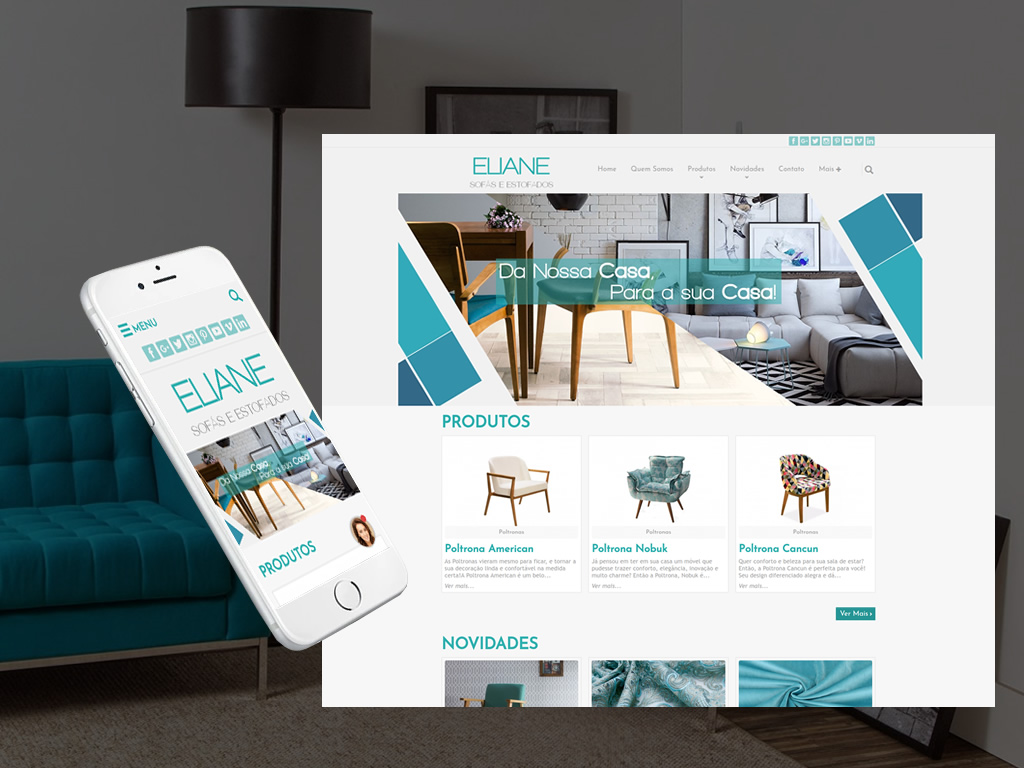 ELIANE
SOFÁS E ESTOFADOS
Home Quem Somos Produtos Novidades Contato Mais +
Da Nossa Casa,
Para a sua Casa!
PRODUTOS
Poltronas
Poltrona American
As Poltronas vieram mesmo para ficar, e tornar a
sua decoração linda e confortável na medida
certa!A Poltrona American é um belo...
Ver mais...
Poltronas
Poltrona Nobuk
Já pensou em ter em sua casa um móvel que
pudesse trazer conforto, elegância, inovação e
muito charme? Então a Poltrona, Nobuk é...
Ver mais...
Poltronas
Poltrona Cancun
Quer conforto e beleza para sua sala de estar?
Então, a Poltrona Cancun é perfeita para você!
Seu design diferenciado alegra e dá...
Ver mais...
Ver Mais ›
NOVIDADES
MENU
ELIANE
SOFÁS E ESTOFADOS
Da Nossa Casa,
Para a sua Casa!
PRODUTOS